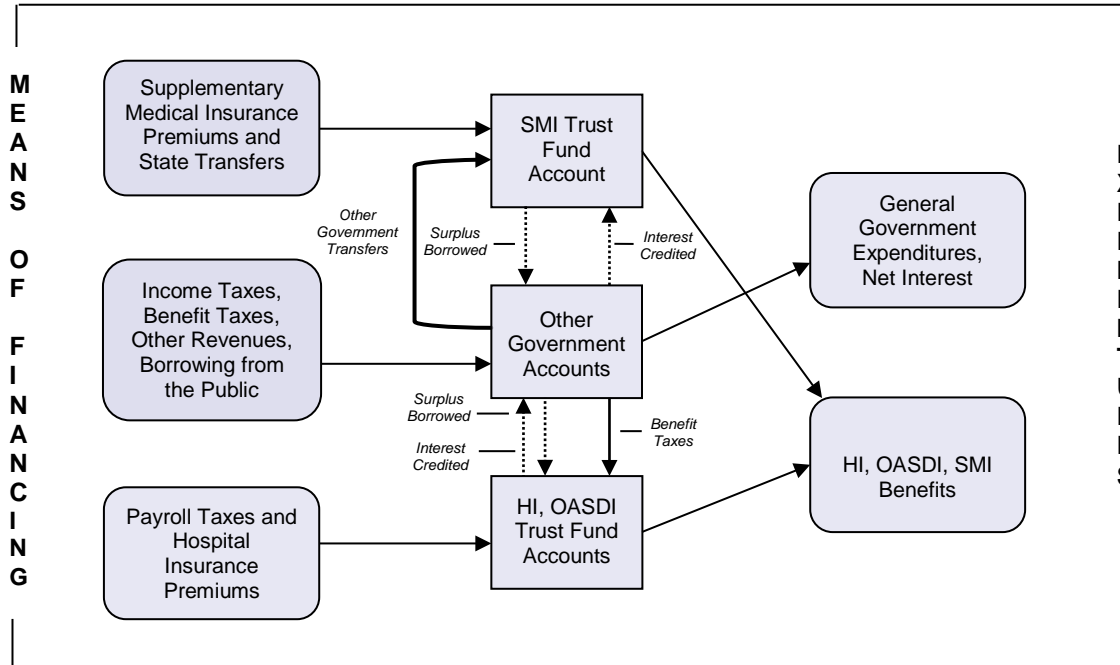 MEANS OF FINANCING
Supplementary
Medical Insurance
Premiums and
State Transfers
SMI Trust
Fund
Account
Other
Government
Transfers
Surplus
Borrowed
Interest
Credited
General
Government
Expenditures,
Net Interest
Income Taxes,
Benefit Taxes,
Other Revenues,
Borrowing from
the Public
Other
Government
Accounts
Surplus
Borrowed
Interest
Credited
Benefit
Taxes
HI, OASDI, SMI
Benefits
Payroll Taxes and
Hospital
Insurance
Premiums
HI, OASDI
Trust Fund
Accounts